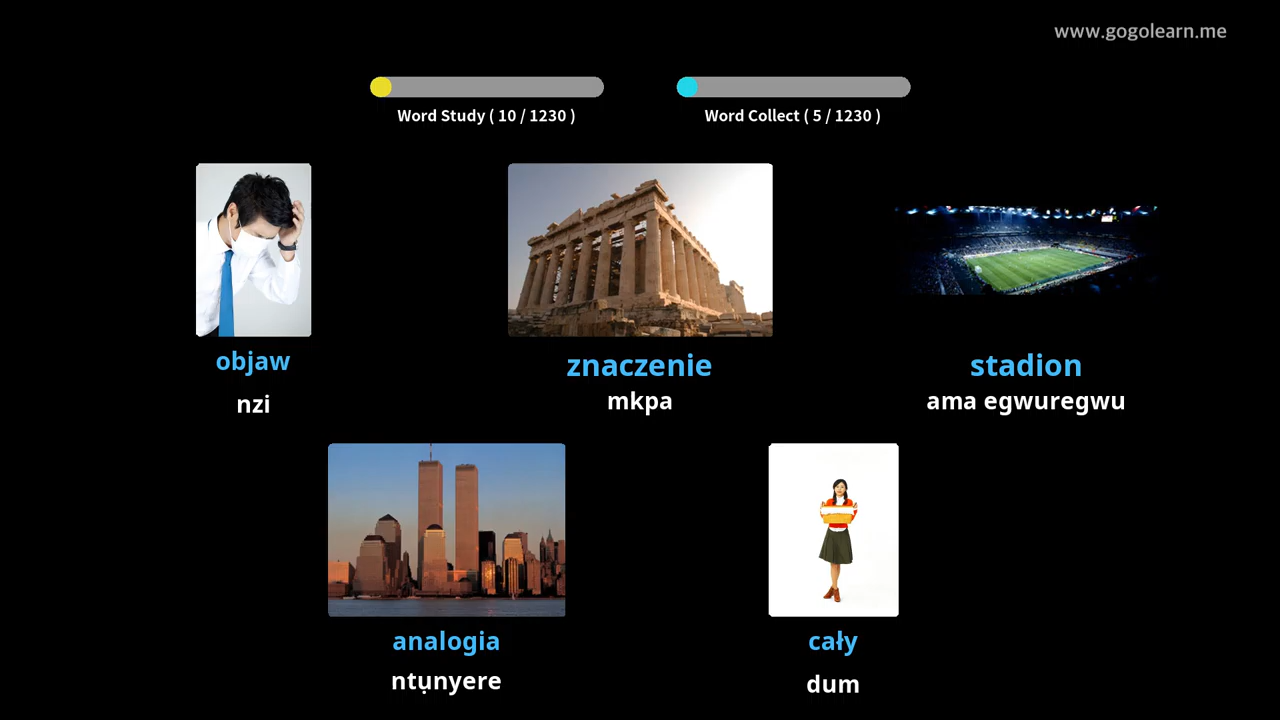 www.gogolearn.me
Word Study ( 10 / 1230 )
Word Collect ( 5 / 1230 )
objaw
nzi
znaczenie
mkpa
stadion
ama egwuregwu
analogia
ntụnyere
cały
dum